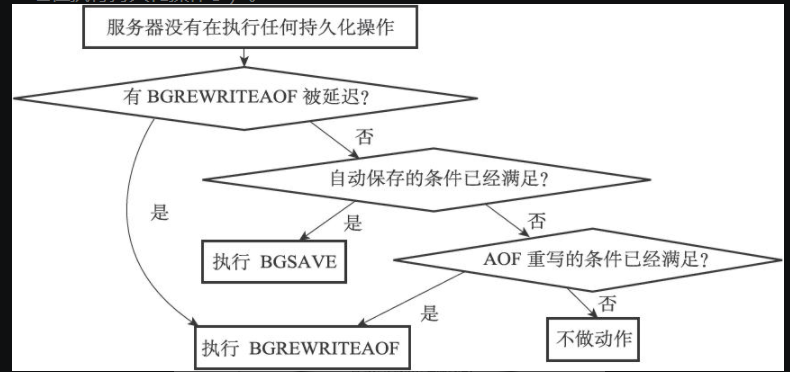 服务器没有在执行任何持久化操作
有 BGREWRITEAOF 被延迟?
否
自动保存的条件已经满足?
是
是
否
执行 BGSAVE
AOF 重写的条件已经满足?
是
否
执行 BGREWRITEAOF
不做动作